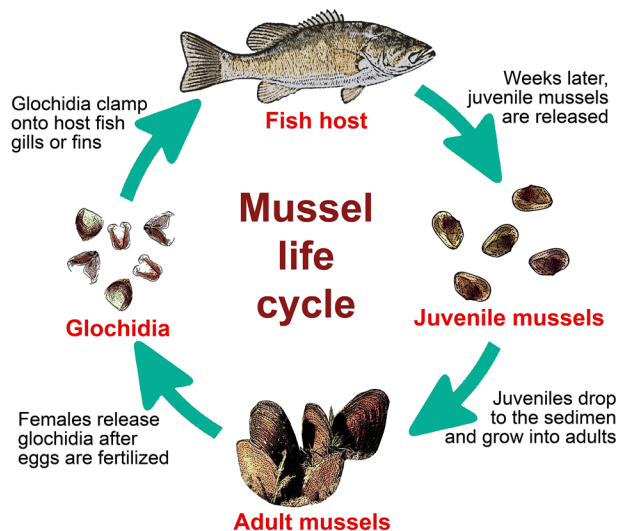 Fish host
Weeks later,
juvenile mussels
are released
Juvenile mussels
Juveniles drop
to the sedimen
and grow into adults
Adult mussels
Females release
glochidia after
eggs are fertilized
Glochidia
Glochidia clamp
onto host fish
gills or fins
Mussel
life
cycle